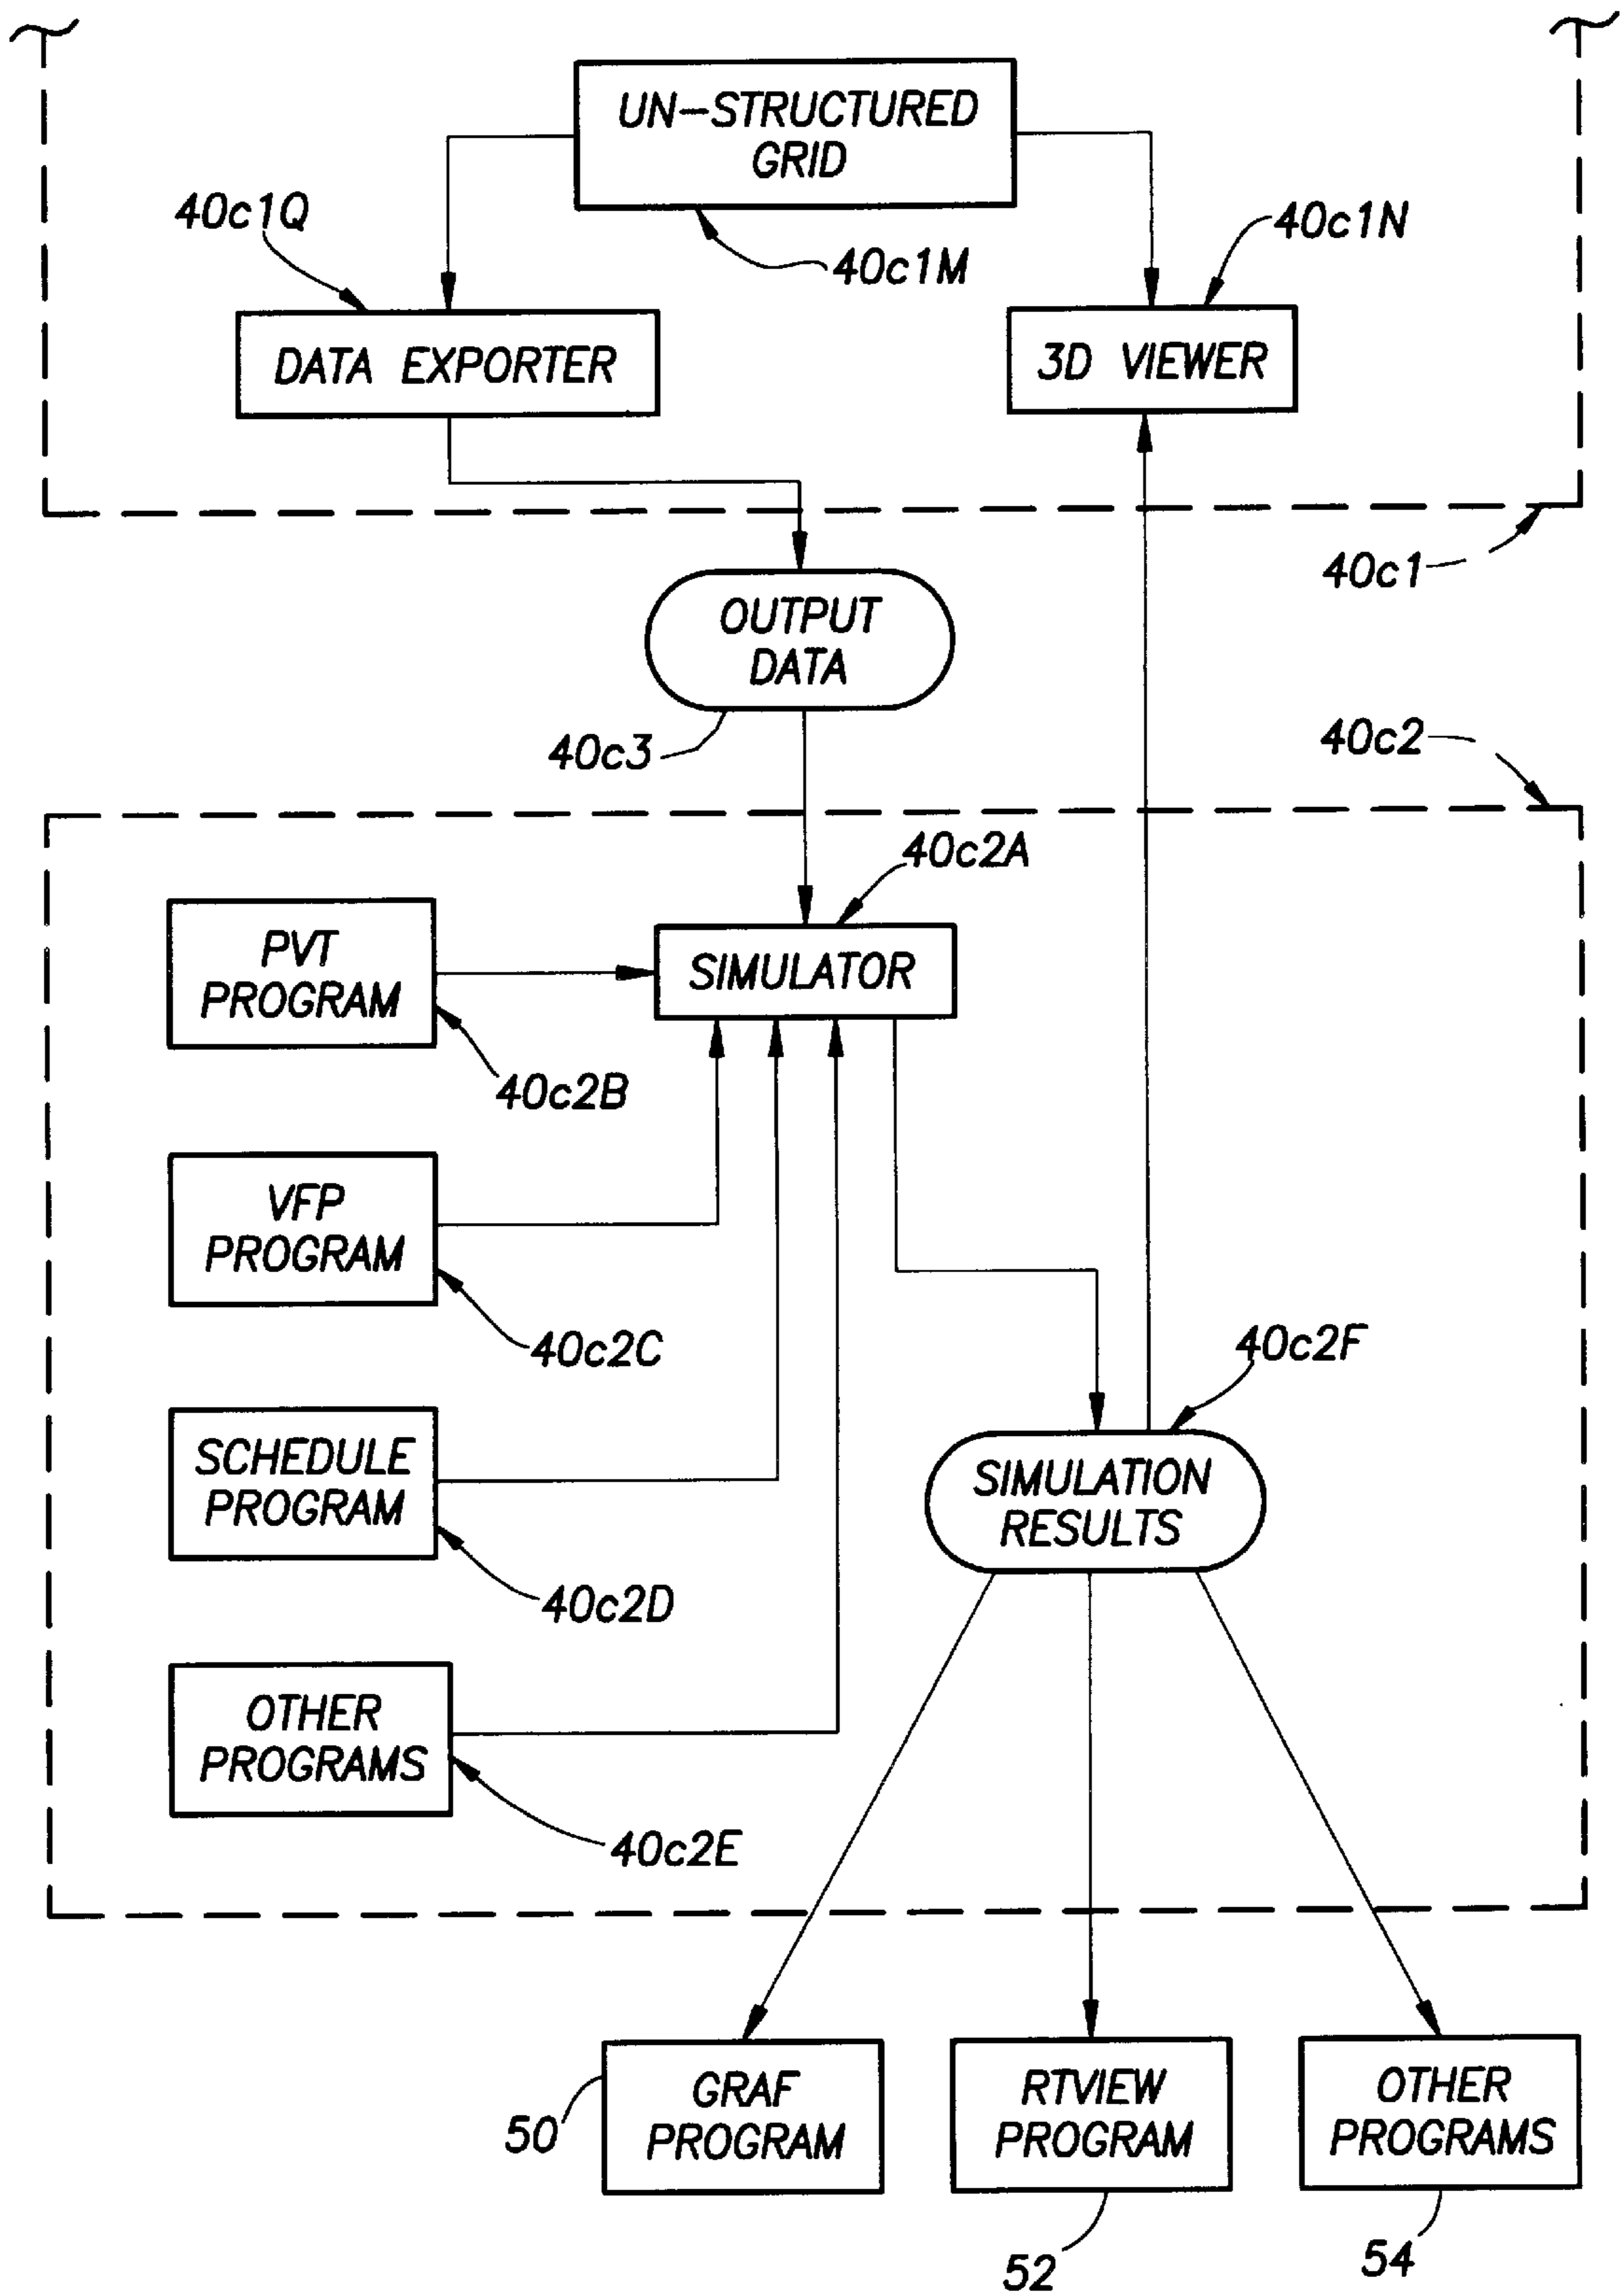 UN-STRUCTURED
GRID
40c1Q
40c1M
40c1N
DATA EXPORTER
3D VIEWER
40c1
OUTPUT
DATA
40c3
40c2
40c2A
PVT
PROGRAM
SIMULATOR
40c2B
VFP
PROGRAM
40c2C
40c2F
SCHEDULE
PROGRAM
SIMULATION
RESULTS
40c2D
OTHER
PROGRAMS
40c2E
GRAF
PROGRAM
RTVIEW
PROGRAM
OTHER
PROGRAMS
50
52
54